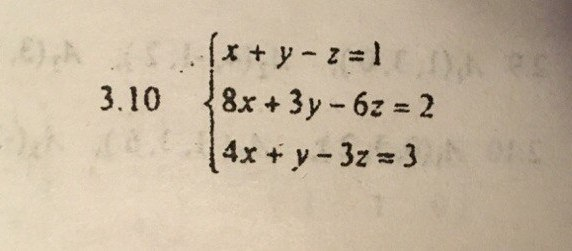 x + y - z = 1
3.10 8x + 3y - 6z = 2
4x + y - 3z = 3